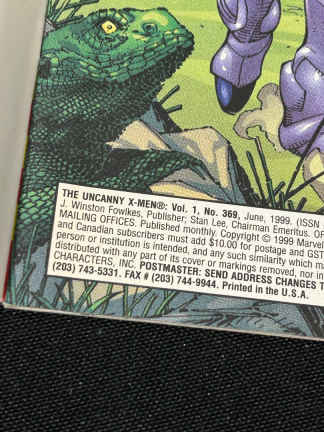 THE UNCANNY X-MEN®: Vol. 1, No. 369, June, 1999. (ISSN
J. Winston Fowlkes, Publisher; Stan Lee, Chairman Emeritus. OF
MAILING OFFICES. Published monthly. Copyright © 1999 Marvel
and Canadian subscribers must add $10.00 for postage and GST
person or institution is intended, and any such similarity which m
distributed with any part of its cover or markings removed, nor in
CHARACTERS, INC. POSTMASTER: SEND ADDRESS CHANGES T
(203) 743-5331. FAX # (203) 744-9944. Printed in the U.S.A.